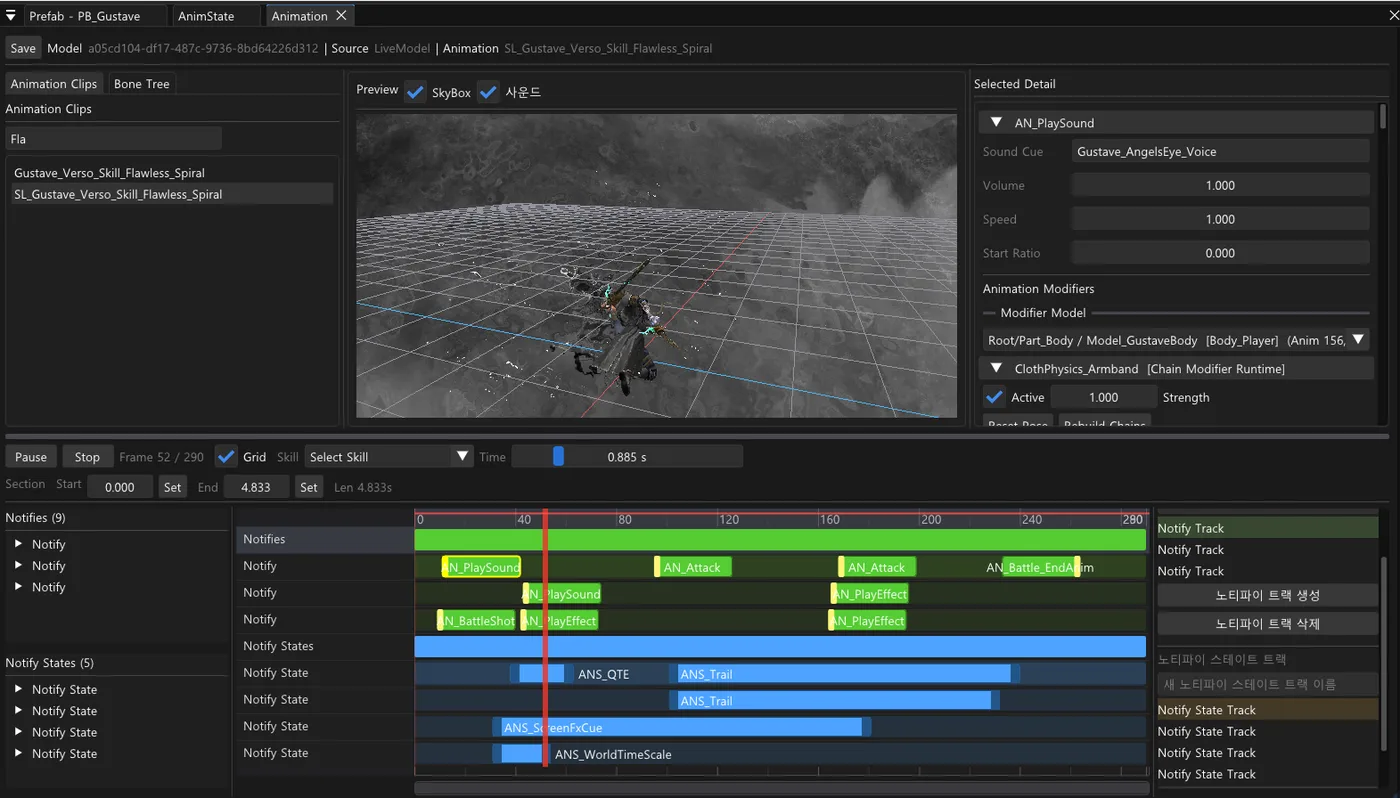 Prefab - PB_Gustave AnimState Animation
Save Model a05cd104-df17-487c-9736-8bd64226d312 | Source LiveModel | Animation SL_Gustave_Verso_Skill_Flawless_Spiral
Animation Clips Bone Tree
Animation Clips
Fla
Gustave_Verso_Skill_Flawless_Spiral
SL_Gustave_Verso_Skill_Flawless_Spiral
Preview SkyBox 사운드
Selected Detail
AN_PlaySound
Sound Cue Gustave_AngelsEye_Voice
Volume 1.000
Speed 1.000
Start Ratio 0.000
Animation Modifiers
Modifier Model
Root/Part_Body / Model_GustaveBody [Body_Player] (Anim 156,
ClothPhysics_Armband [Chain Modifier Runtime]
Active 1.000 Strength
Reset Pose Rebuild Chains
Pause Stop Frame 52 / 290 Grid Skill Select Skill Time 0.885 s
Section Start 0.000 Set End 4.833 Set Len 4.833s
Notifies (9)
Notify
Notify
Notify
Notify States (5)
Notify State
Notify State
Notify State
Notify State
0 40 80 120 160 200 240 280
Notifies
Notify AN_PlaySound AN_Attack AN_Attack AN_Battle_EndAnim
Notify AN_PlaySound AN_PlayEffect
Notify AN_BattleShot AN_PlayEffect AN_PlayEffect
Notify States
Notify State ANS_QTE ANS_Trail
Notify State ANS_Trail
Notify State ANS_ScreenFxCue
Notify State ANS_WorldTimeScale
Notify Track
Notify Track
Notify Track
노티파이 트랙 생성
노티파이 트랙 삭제
노티파이 스테이트 트랙
새 노티파이 스테이트 트랙 이름
Notify State Track
Notify State Track
Notify State Track
Notify State Track